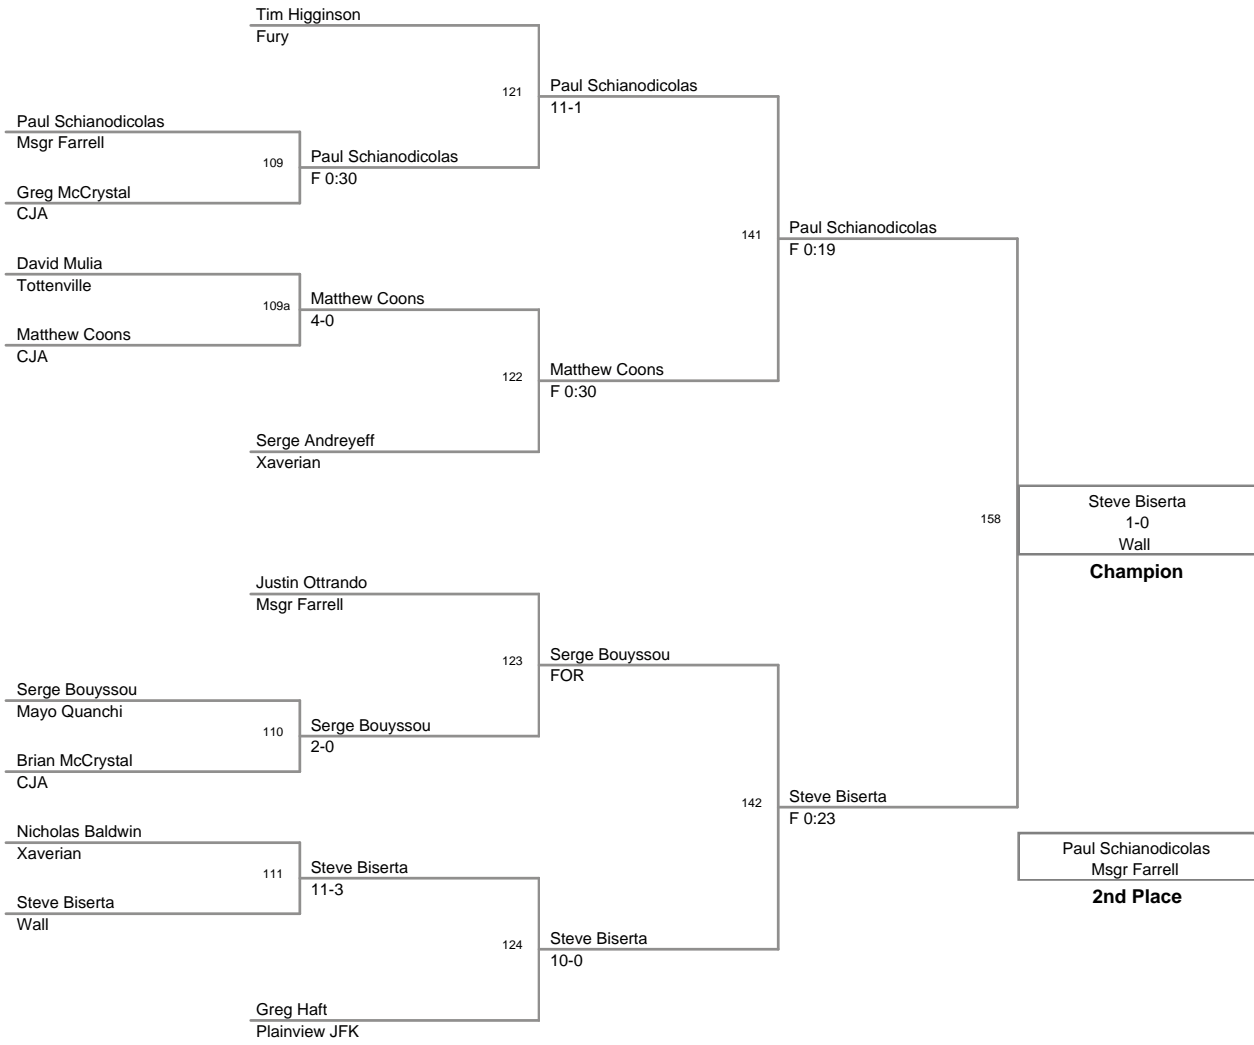 Tim Higginson
Fury
121
Paul Schianodicolas
11-1
Paul Schianodicolas
Msgr Farrell
109
Paul Schianodicolas
F 0:30
Greg McCrystal
CJA
141
Paul Schianodicolas
F 0:19
David Mulia
Tottenville
109a
Matthew Coons
4-0
Matthew Coons
CJA
122
Matthew Coons
F 0:30
Serge Andreyeff
Xaverian
158
Steve Biserta
1-0
Wall
Champion
Justin Ottrando
Msgr Farrell
123
Serge Bouyssou
FOR
Serge Bouyssou
Mayo Quanchi
110
Serge Bouyssou
2-0
Brian McCrystal
CJA
142
Steve Biserta
F 0:23
Nicholas Baldwin
Xaverian
111
Steve Biserta
11-3
Steve Biserta
Wall
124
Steve Biserta
10-0
Greg Haft
Plainview JFK
Paul Schianodicolas
Msgr Farrell
2nd Place